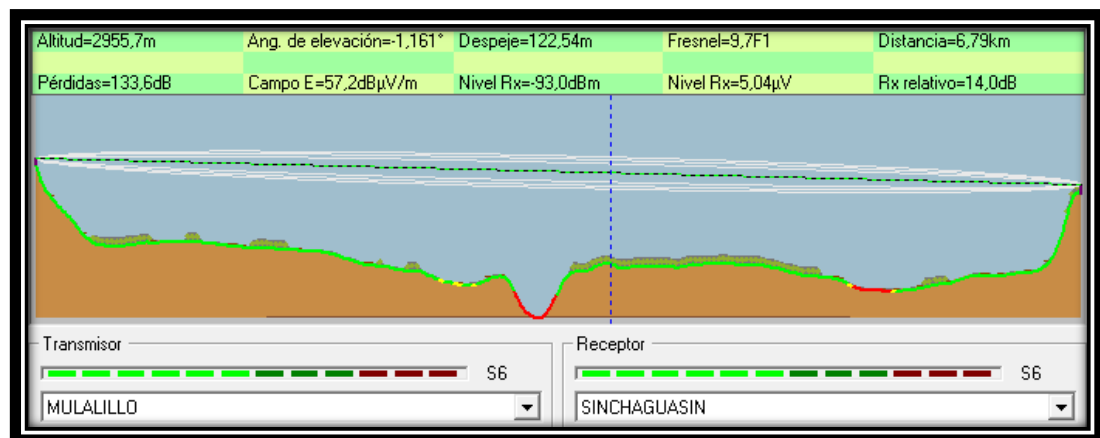 Altitud=2955,7m Ang. de elevación=-1,161° Despeje=122,54m Fresnel=9,7F1 Distancia=6,79km
Pérdidas=133,6dB Campo E=57,2dBµV/m Nivel Rx=-93,0dBm Nivel Rx=5,04µV Rx relativo=14,0dB
Transmisor Receptor
S6 S6
MULALILLO SINCHAGUASIN